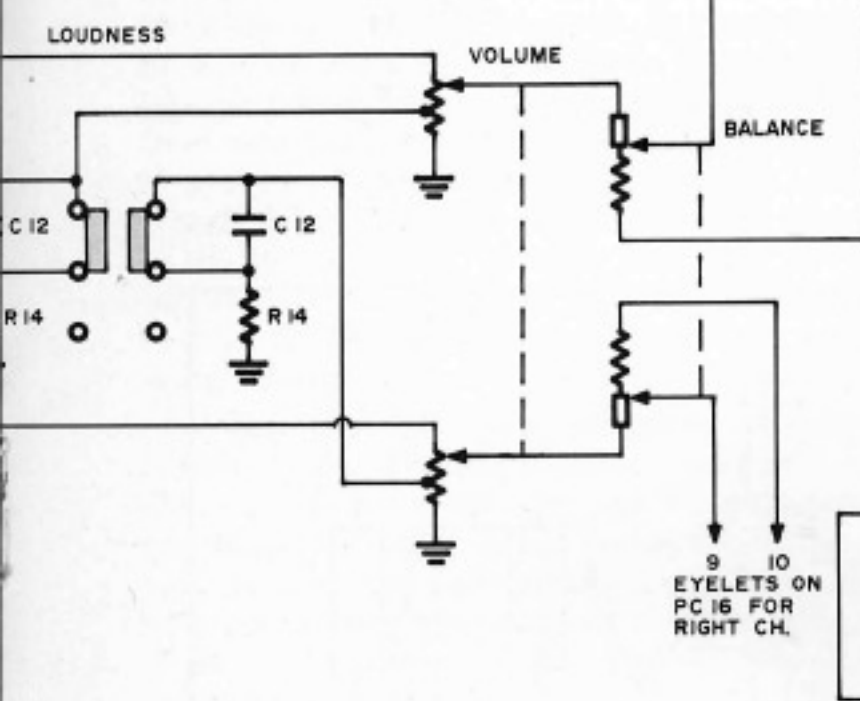 LOUDNESS
VOLUME
BALANCE
C 12
C 12
R 14
R 14
9 10
EYELETS ON
PC 16 FOR
RIGHT CH.